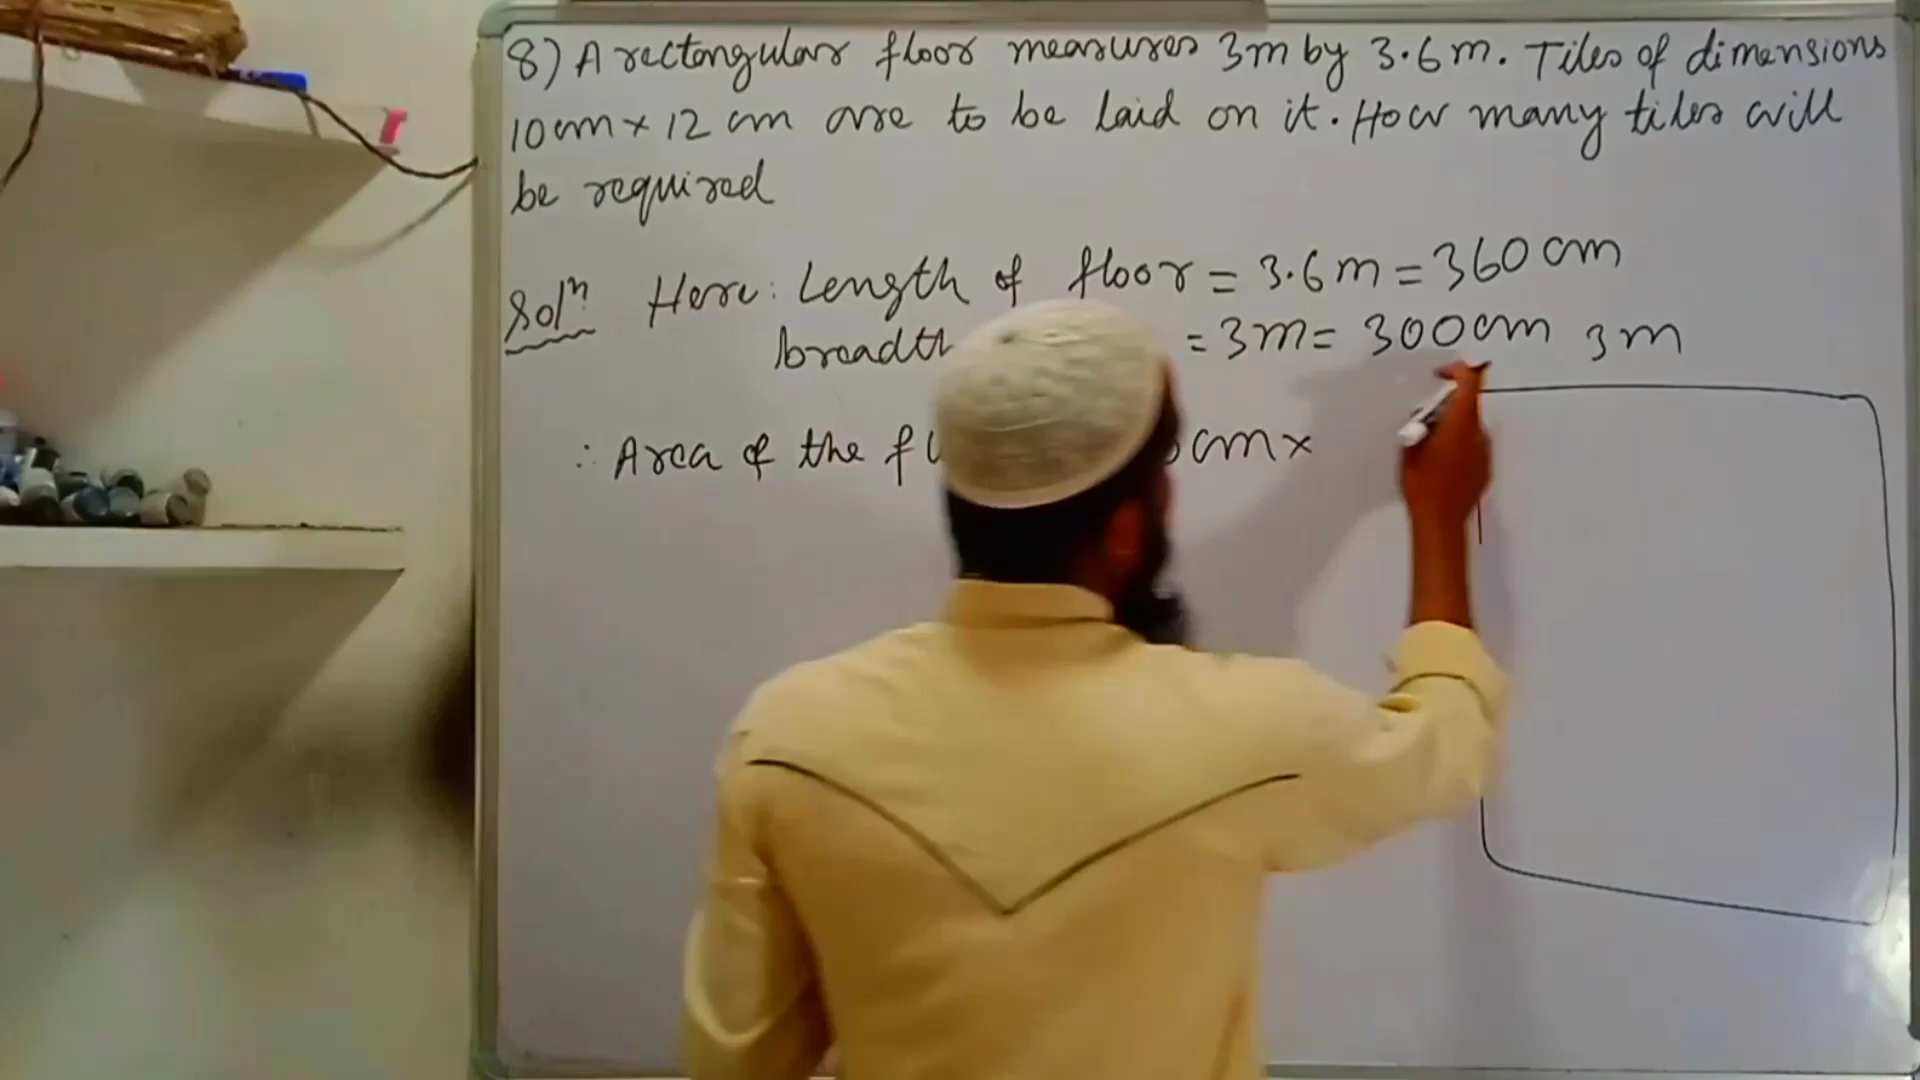 8) A rectangular floor measures 3m by 3.6m. Tiles of dimensions
10cm × 12 cm are to be laid on it. How many tiles will
be required
Solⁿ Here: Length of floor = 3.6m = 360cm
breadth = 3m = 300cm 3m
∴ Area of the cm×